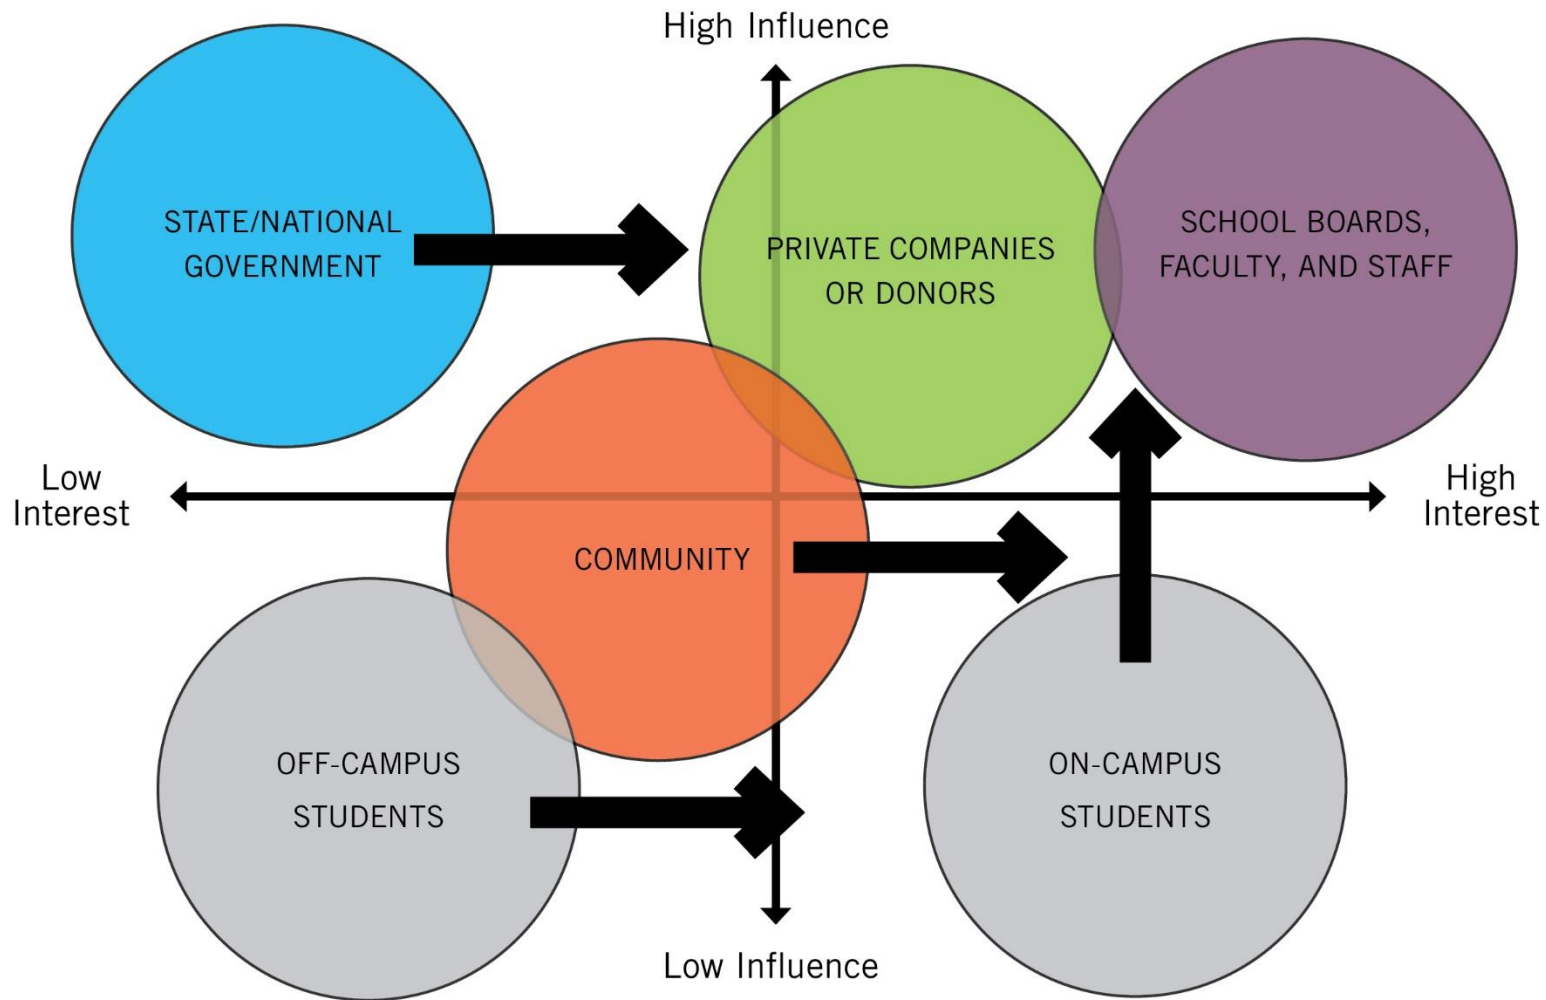 High Influence
STATE/NATIONAL
GOVERNMENT
PRIVATE COMPANIES
OR DONORS
SCHOOL BOARDS,
FACULTY, AND STAFF
Low
Interest
High
Interest
COMMUNITY
OFF-CAMPUS
STUDENTS
ON-CAMPUS
STUDENTS
Low Influence